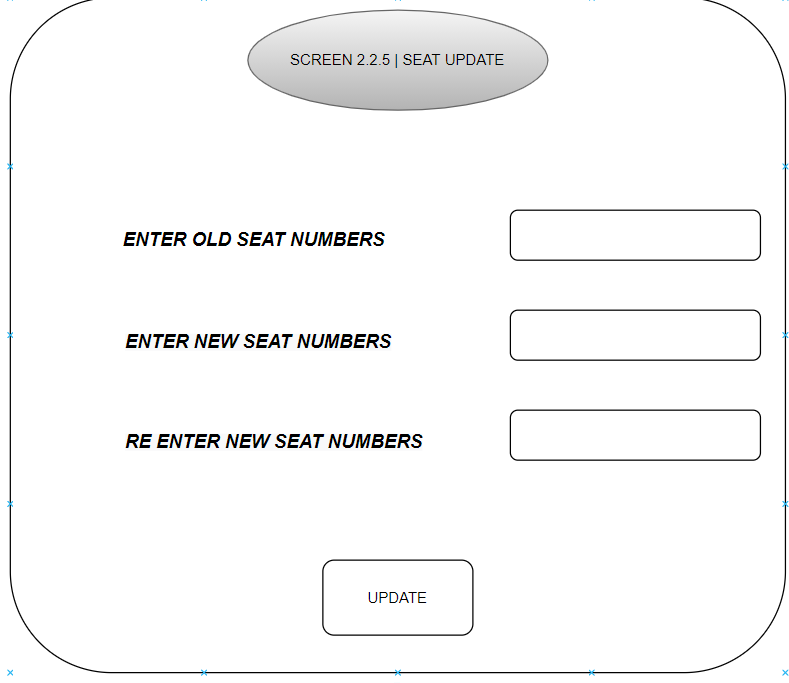 SCREEN 2.2.5 | SEAT UPDATE
ENTER OLD SEAT NUMBERS
ENTER NEW SEAT NUMBERS
RE ENTER NEW SEAT NUMBERS
UPDATE